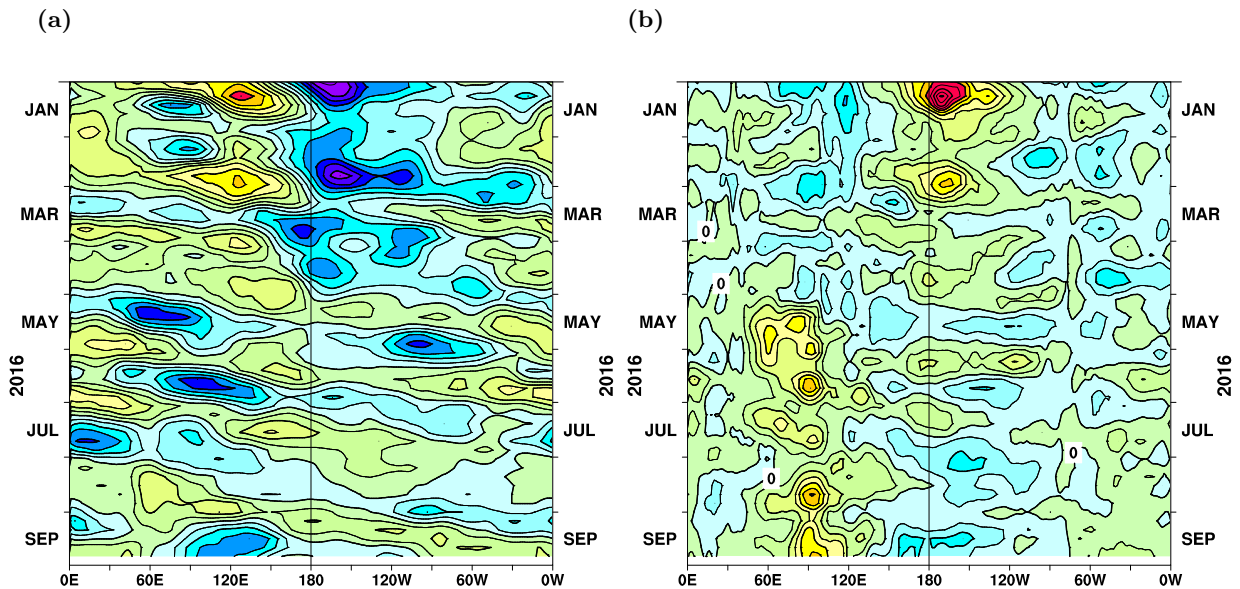 (a) (b)
JAN JAN JAN JAN
MAR MAR MAR MAR
0
0
MAY MAY MAY MAY
2016 2016 2016 2016
JUL JUL JUL JUL
0
0
SEP SEP SEP SEP
0E 60E 120E 180 120W 60W 0W 0E 60E 120E 180 120W 60W 0W